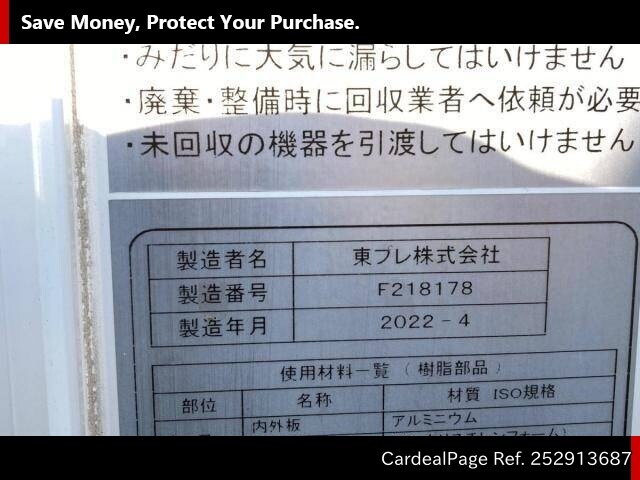 Save Money, Protect Your Purchase.
・みだりに大気に漏らしてはいけません
・廃棄・整備時に回収業者へ依頼が必要
・未回収の機器を引渡してはいけません
製造者名 東プレ株式会社
製造番号 F218178
製造年月 2022-4
使用材料一覧 (樹脂部品)
部位 名称 材質 ISO規格
内外板 アルミニウム
CardealPage Ref. 252913687